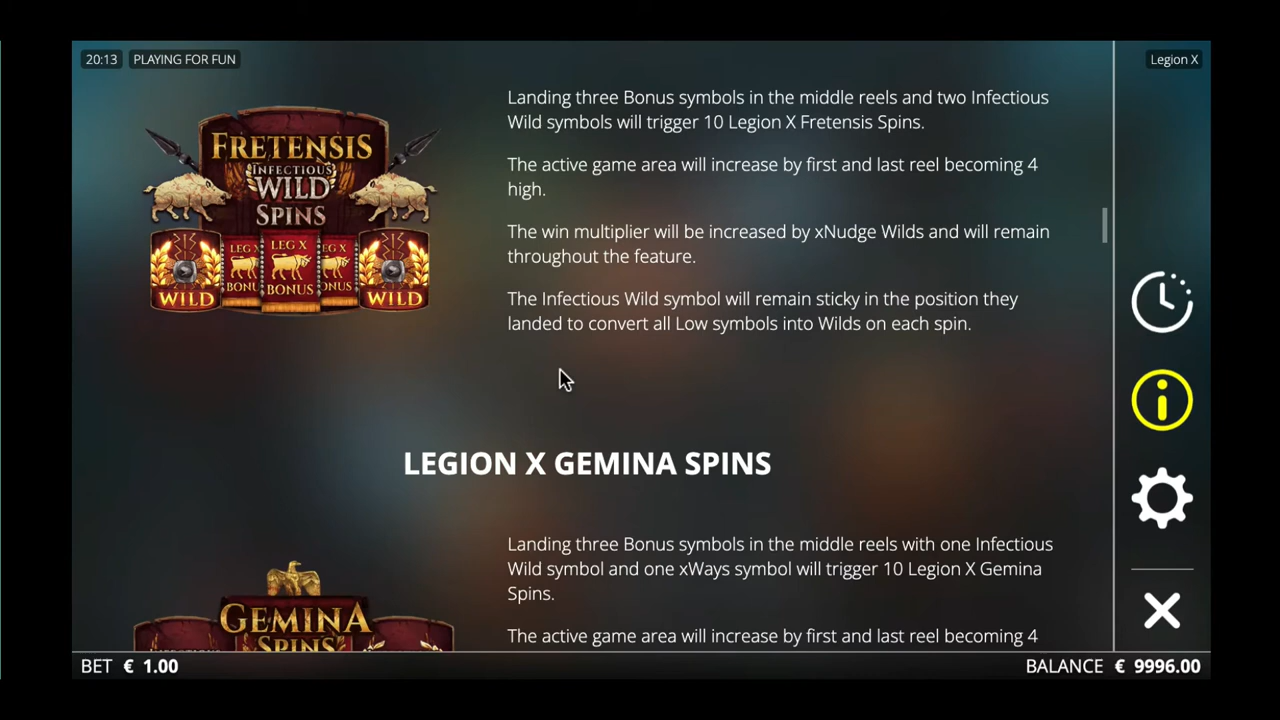 20:13 PLAYING FOR FUN
Legion X
FRETENSIS
INFECTIOUS
WILD
SPINS
LEG X
LEG X
EG X
BONU
BONUS
ONUS
WILD
WILD
Landing three Bonus symbols in the middle reels and two Infectious
Wild symbols will trigger 10 Legion X Fretensis Spins.
The active game area will increase by first and last reel becoming 4
high.
The win multiplier will be increased by xNudge Wilds and will remain
throughout the feature.
The Infectious Wild symbol will remain sticky in the position they
landed to convert all Low symbols into Wilds on each spin.
LEGION X GEMINA SPINS
GEMINA
SPINS
Landing three Bonus symbols in the middle reels with one Infectious
Wild symbol and one xWays symbol will trigger 10 Legion X Gemina
Spins.
The active game area will increase by first and last reel becoming 4
BET € 1.00
BALANCE € 9996.00